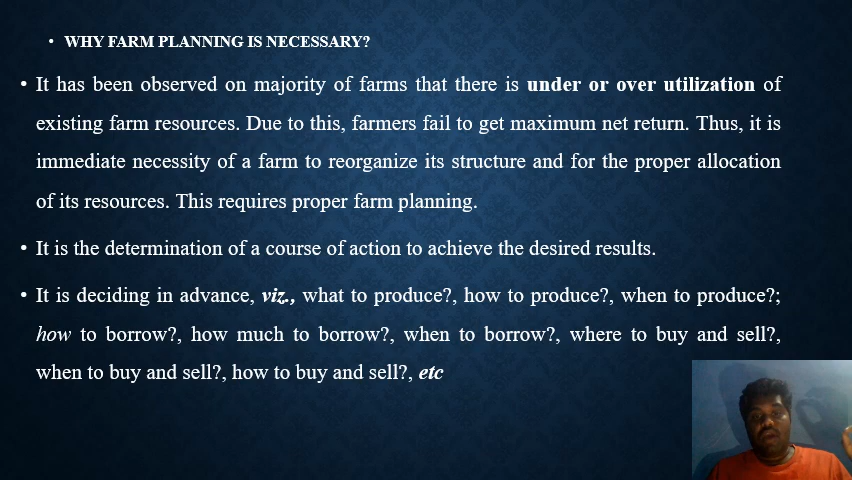 • WHY FARM PLANNING IS NECESSARY?
• It has been observed on majority of farms that there is under or over utilization of
existing farm resources. Due to this, farmers fail to get maximum net return. Thus, it is
immediate necessity of a farm to reorganize its structure and for the proper allocation
of its resources. This requires proper farm planning.
• It is the determination of a course of action to achieve the desired results.
• It is deciding in advance, viz., what to produce?, how to produce?, when to produce?;
how to borrow?, how much to borrow?, when to borrow?, where to buy and sell?,
when to buy and sell?, how to buy and sell?, etc